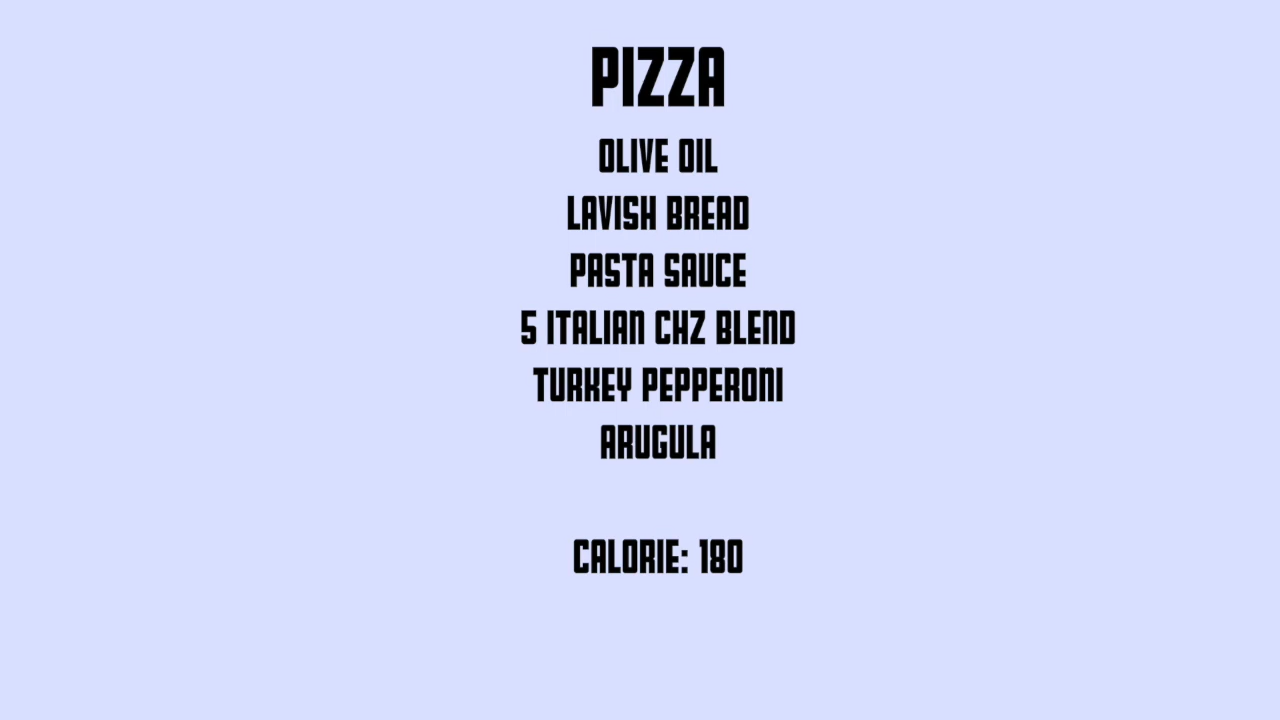 PIZZA
OLIVE OIL
LAVISH BREAD
PASTA SAUCE
5 ITALIAN CHZ BLEND
TURKEY PEPPERONI
ARUGULA
CALORIE: 180